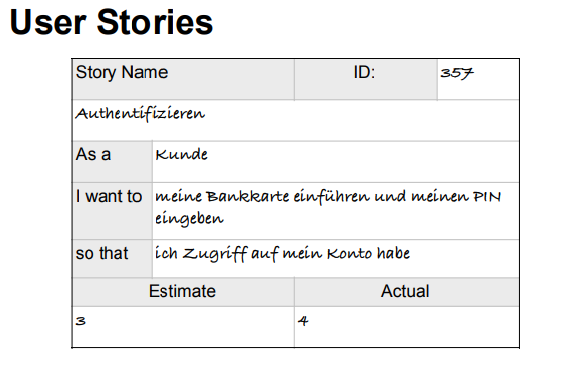 User Stories
Story Name ID: 357
Authentifizieren
As a Kunde
I want to meine Bankkarte einführen und meinen PIN
eingeben
so that ich Zugriff auf mein Konto habe
Estimate Actual
3 4